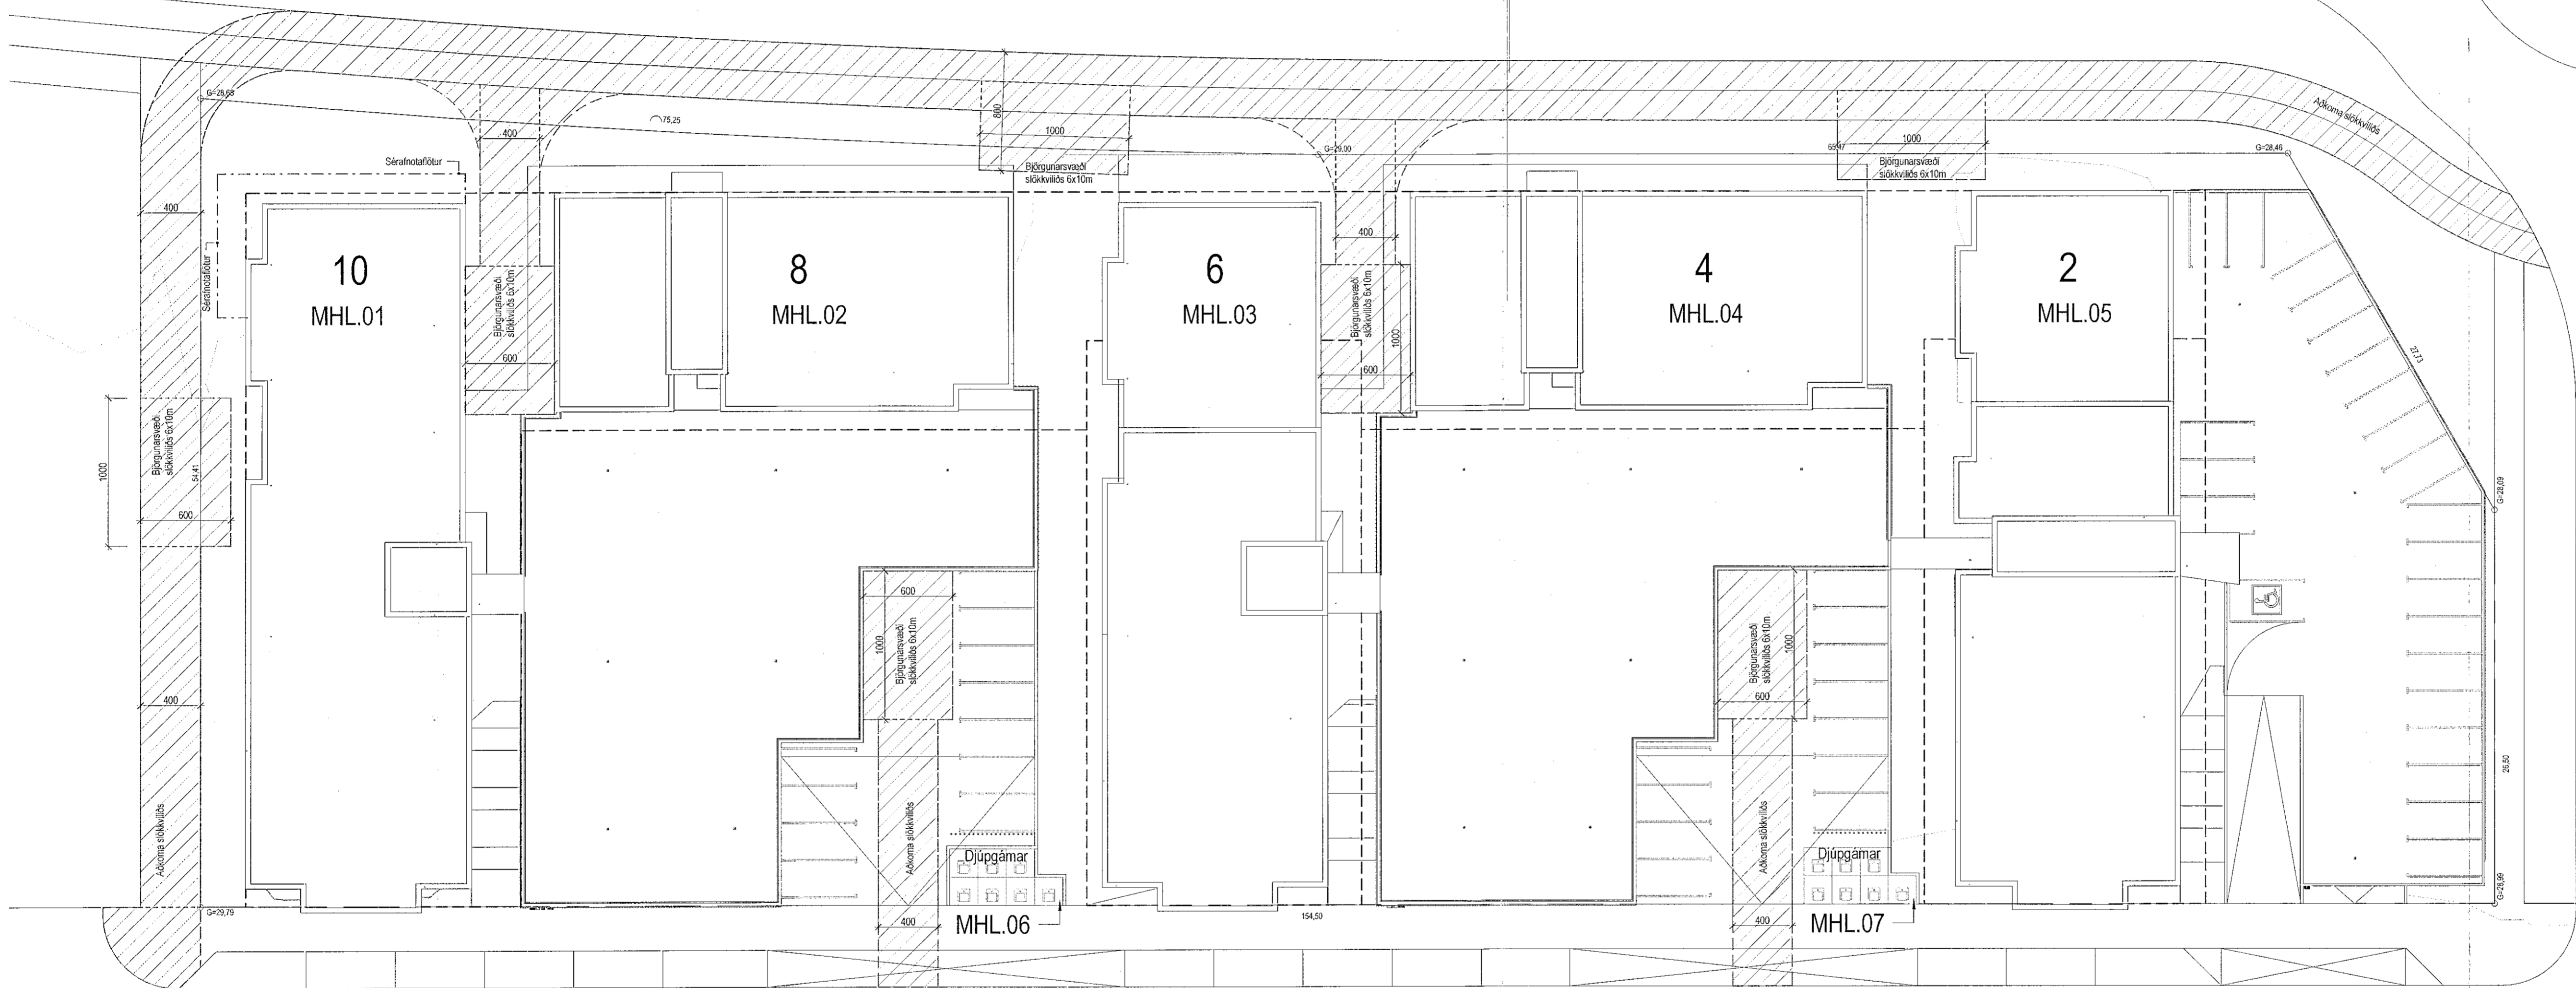 G=28,68
75,25
800
1000
400
Aðkoma slökkviliðs
G=29,00
1000
65,47
G=28,46
Sérafnotaflötur
Björgunarsvæði
slökkviliðs 6x10m
Björgunarsvæði
slökkviliðs 6x10m
400
Sérafnotaflötur
400
10
MHL.01
8
MHL.02
6
MHL.03
4
MHL.04
2
MHL.05
Björgunarsvæði
slökkviliðs 6x10m
600
Björgunarsvæði
slökkviliðs 6x10m
1000
600
27,73
1000
Björgunarsvæði
slökkviliðs 6x10m
54,41
600
G=28,09
600
1000
Björgunarsvæði
slökkviliðs 6x10m
Björgunarsvæði
slökkviliðs 6x10m
1000
600
400
26,50
Aðkoma slökkviliðs
Aðkoma slökkviliðs
Aðkoma slökkviliðs
Djúpgámar
Djúpgámar
G=29,79
400
MHL.06
154,50
400
MHL.07
G=28,99